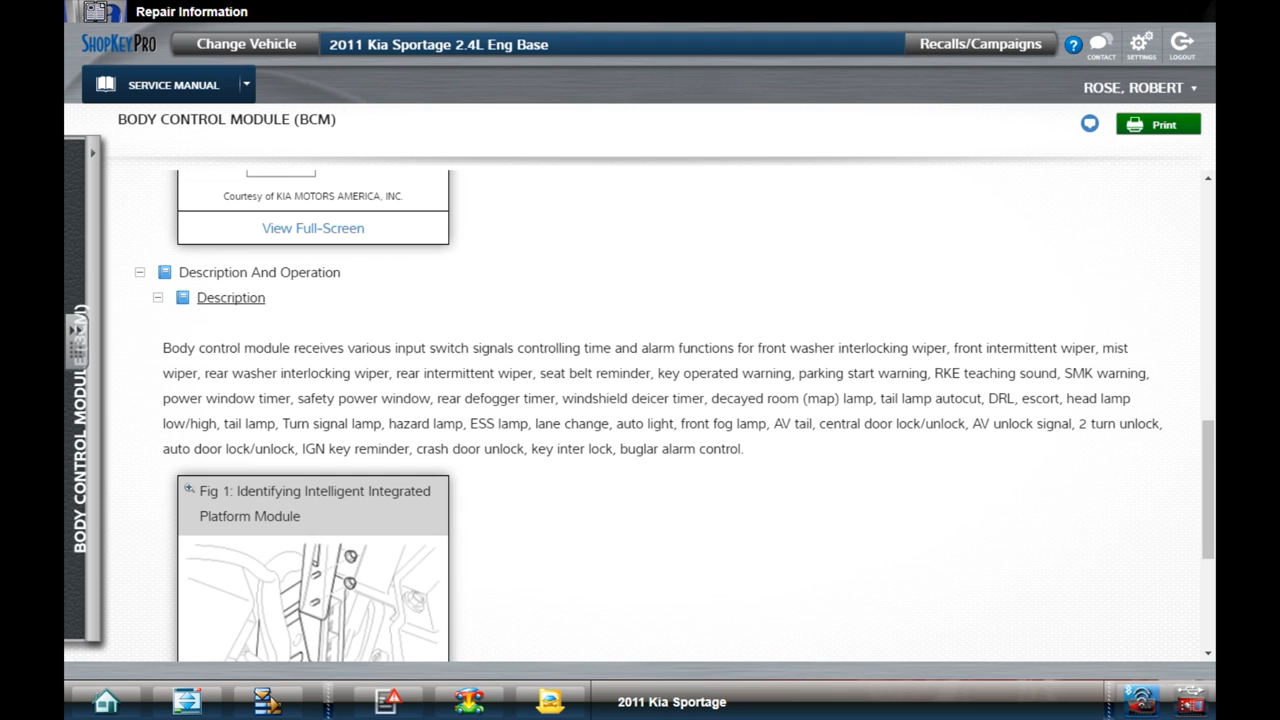 Repair Information
SHOPKEYPRO
Change Vehicle
2011 Kia Sportage 2.4L Eng Base
Recalls/Campaigns
?
CONTACT
SETTINGS
LOGOUT
SERVICE MANUAL
ROSE, ROBERT
BODY CONTROL MODULE (BCM)
Print
Courtesy of KIA MOTORS AMERICA, INC.
View Full-Screen
BODY CONTROL MODULE (BCM)
Description And Operation
Description
Body control module receives various input switch signals controlling time and alarm functions for front washer interlocking wiper, front intermittent wiper, mist
wiper, rear washer interlocking wiper, rear intermittent wiper, seat belt reminder, key operated warning, parking start warning, RKE teaching sound, SMK warning,
power window timer, safety power window, rear defogger timer, windshield deicer timer, decayed room (map) lamp, tail lamp autocut, DRL, escort, head lamp
low/high, tail lamp, Turn signal lamp, hazard lamp, ESS lamp, lane change, auto light, front fog lamp, AV tail, central door lock/unlock, AV unlock signal, 2 turn unlock,
auto door lock/unlock, IGN key reminder, crash door unlock, key inter lock, buglar alarm control.
Fig 1: Identifying Intelligent Integrated
Platform Module
2011 Kia Sportage